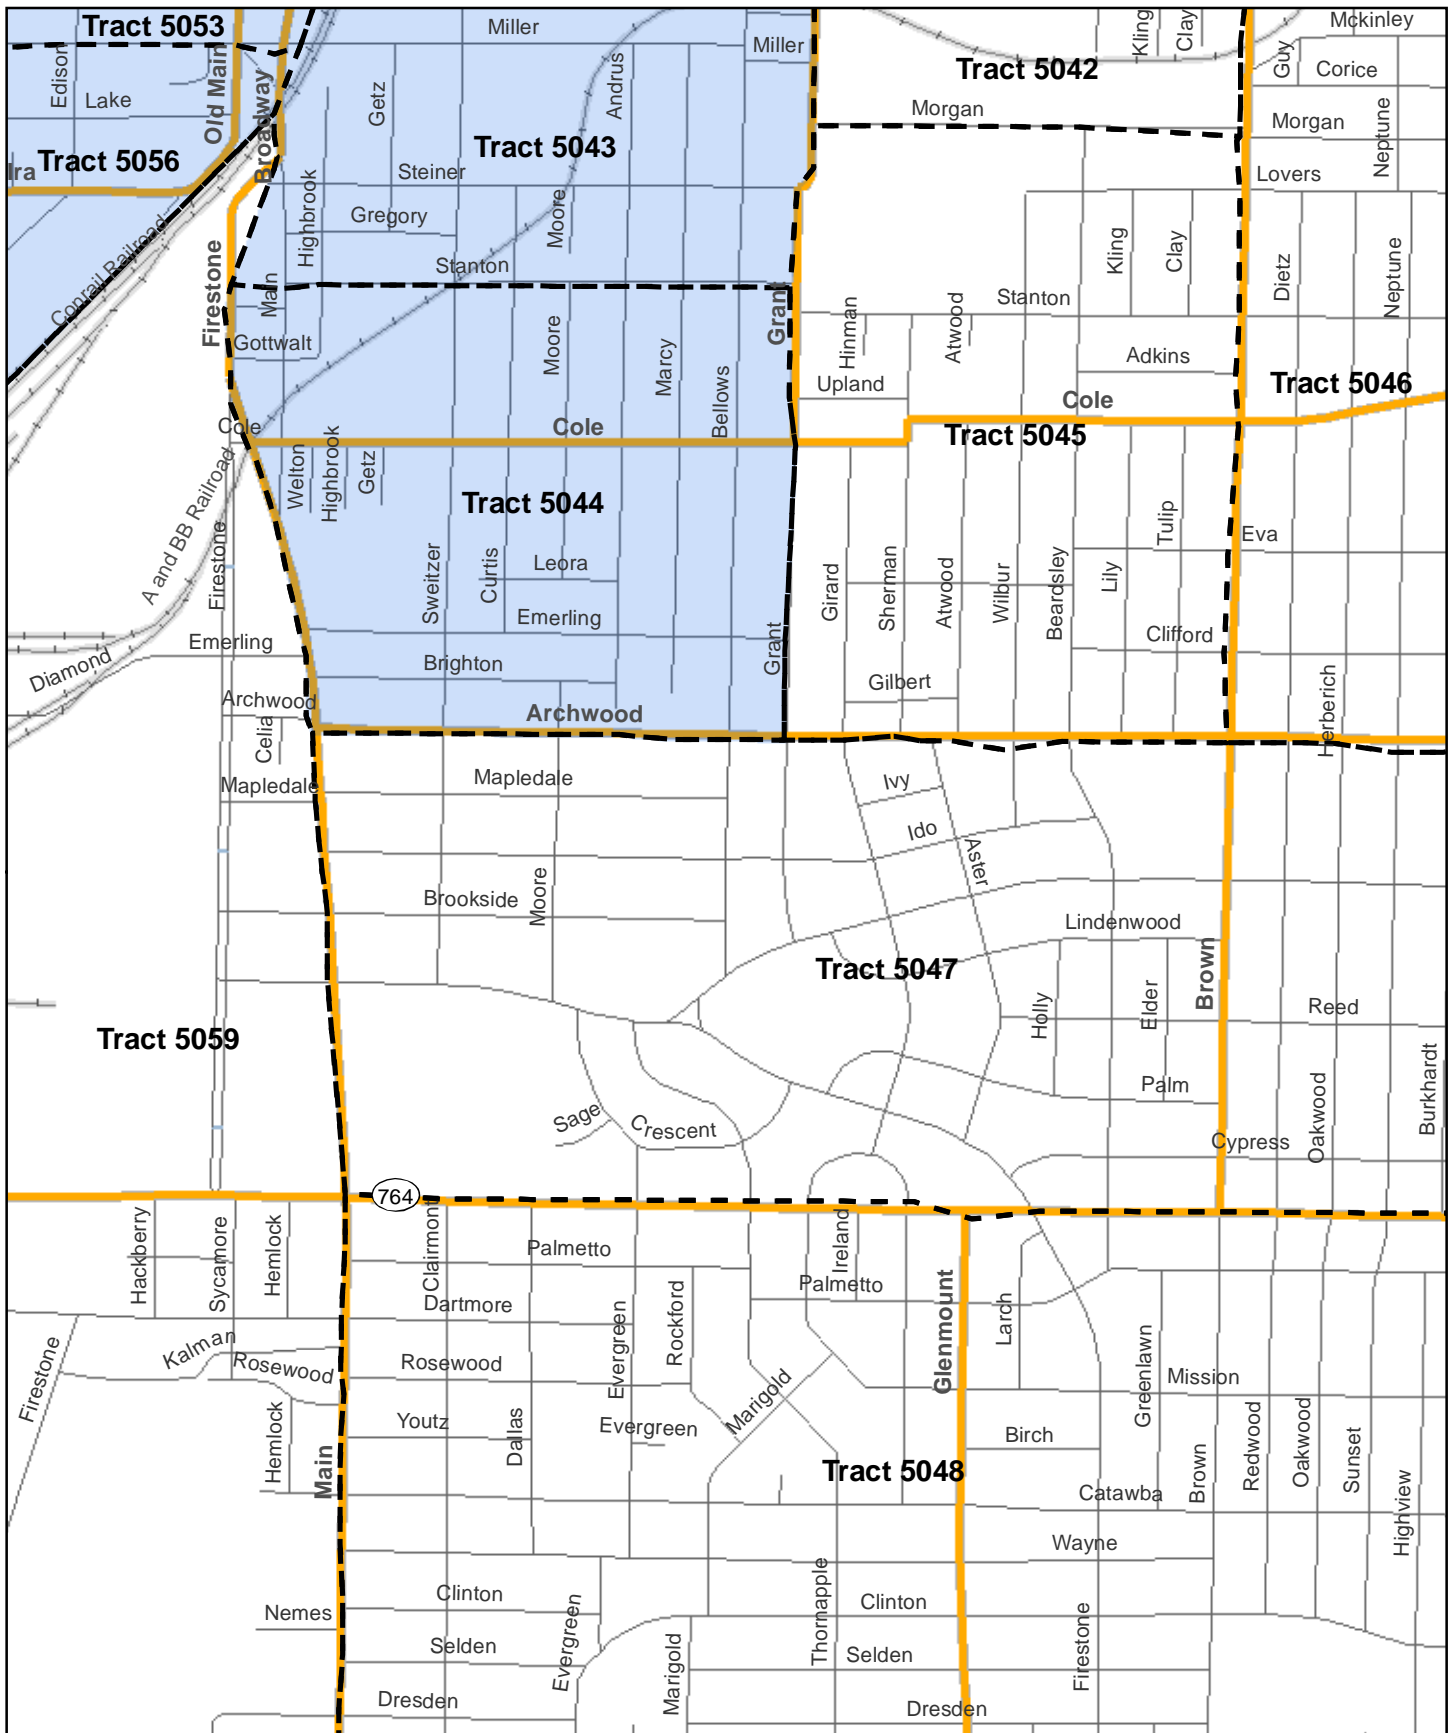 Tract 5053
Miller
Miller
Kling
Clay
Mckinley
Edison
Old Main
Broadway
Getz
Andrus
Tract 5042
Guy
Corice
Lake
Morgan
Morgan
Neptune
Ira
Tract 5056
Tract 5043
Steiner
Lovers
Highbrook
Gregory
Moore
Conrail Railroad
Firestone
Stanton
Main
Grant
Kling
Clay
Dietz
Neptune
Stanton
Gottwalt
Moore
Marcy
Bellows
Hinman
Atwood
Adkins
Upland
Tract 5046
Cole
Cole
Cole
Tract 5045
Welton
Highbrook
Getz
Tract 5044
A and BB Railroad
Firestone
Tulip
Eva
Sweitzer
Curtis
Leora
Girard
Sherman
Atwood
Wilbur
Beardsley
Lily
Emerling
Emerling
Clifford
Diamond
Brighton
Grant
Gilbert
Archwood
Archwood
Celia
Herberich
Mapledale
Mapledale
Ivy
Ido
Aster
Brookside
Moore
Lindenwood
Tract 5047
Brown
Holly
Elder
Reed
Tract 5059
Palm
Oakwood
Burkhardt
Sage
Crescent
Cypress
764
Hackberry
Sycamore
Hemlock
Clairmont
Palmetto
Ireland
Palmetto
Dartmore
Evergreen
Rockford
Glenmount
Larch
Firestone
Kalman
Rosewood
Rosewood
Greenlawn
Mission
Marigold
Hemlock
Youtz
Dallas
Evergreen
Birch
Redwood
Oakwood
Sunset
Main
Tract 5048
Brown
Catawba
Highview
Wayne
Clinton
Thornapple
Clinton
Nemes
Evergreen
Firestone
Selden
Marigold
Selden
Dresden
Dresden